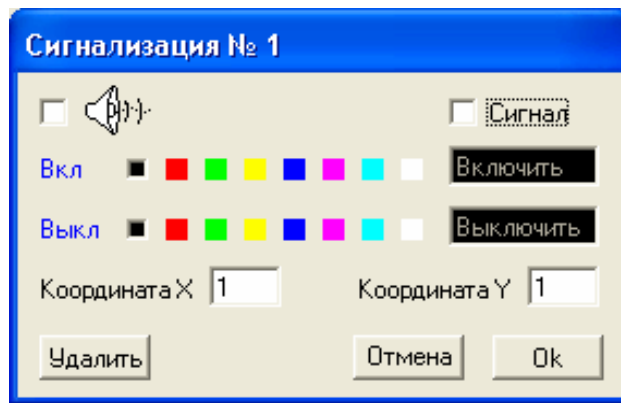 Сигнализация № 1
Сигнал
Вкл Включить
Выкл Выключить
Координата X 1 Координата Y 1
Удалить Отмена Ok